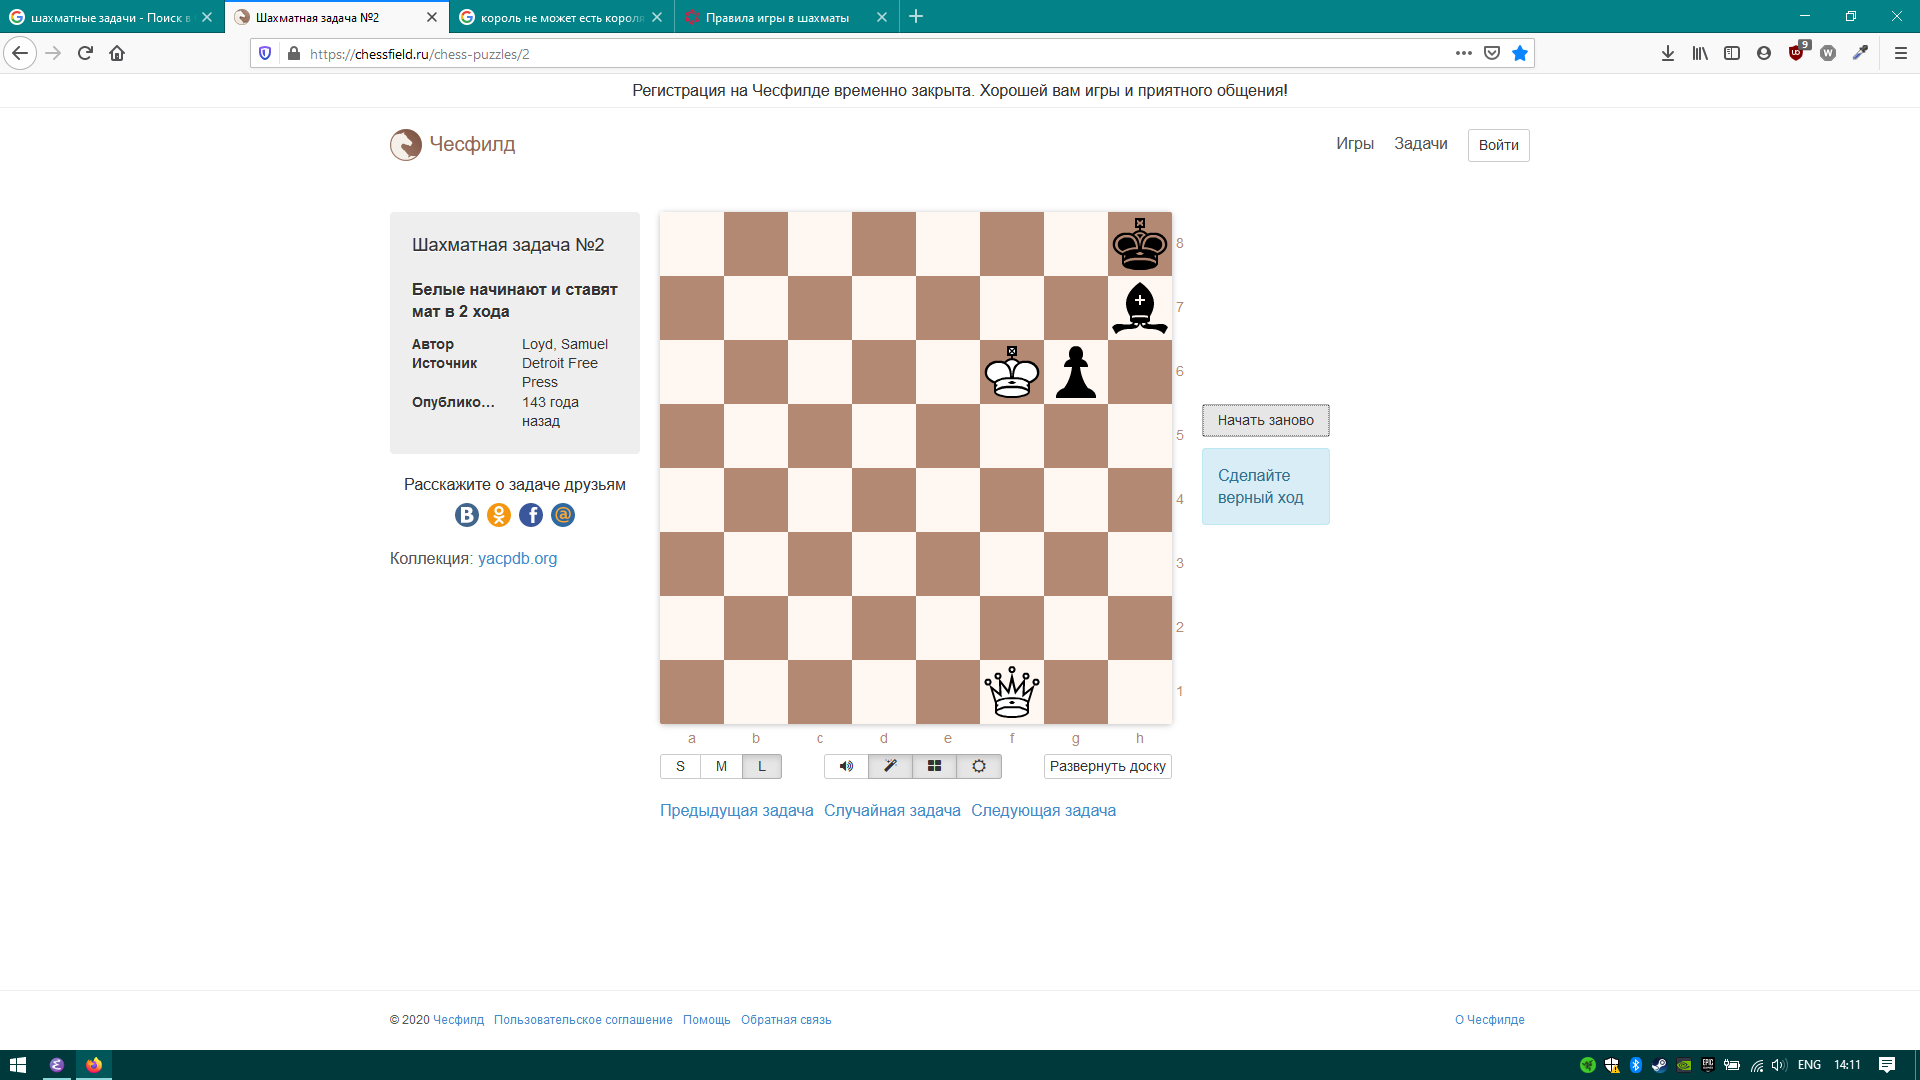 шахматные задачи - Поиск в
Шахматная задача №2
король не может есть короля
Правила игры в шахматы
https://chessfield.ru/chess-puzzles/2
9
Регистрация на Чесфилде временно закрыта. Хорошей вам игры и приятного общения!
Чесфилд
Игры Задачи Войти
Шахматная задача №2
Белые начинают и ставят
мат в 2 хода
Автор Loyd, Samuel
Источник Detroit Free
Press
Опублико... 143 года
назад
Расскажите о задаче друзьям
Коллекция: yacpdb.org
8
7
6
5
4
3
2
1
a b c d e f g h
Начать заново
Сделайте
верный ход
S M L
Развернуть доску
Предыдущая задача Случайная задача Следующая задача
© 2020 Чесфилд Пользовательское соглашение Помощь Обратная связь О Чесфилде
ENG 14:11